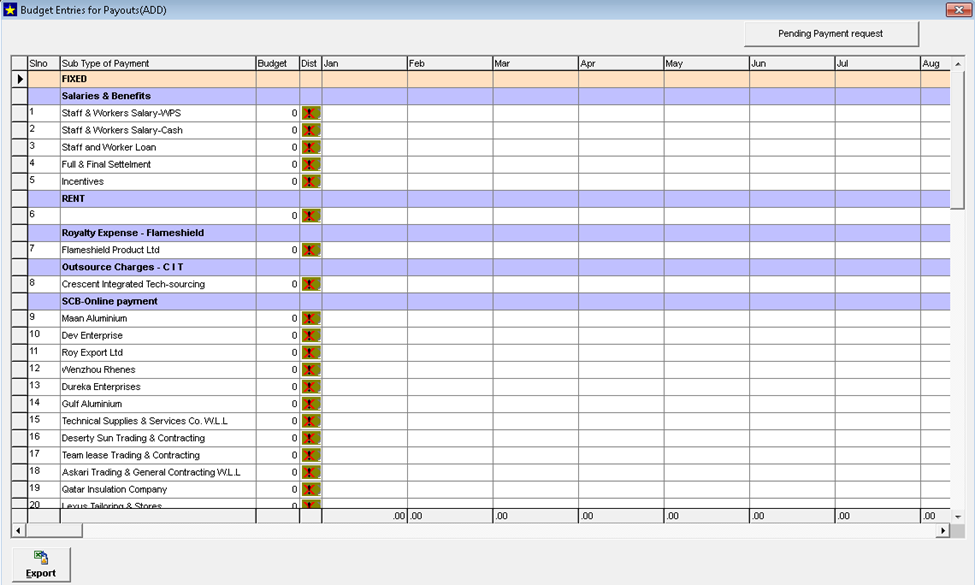 Budget Entries for Payouts(ADD)
Pending Payment request
Slno Sub Type of Payment Budget Dist Jan Feb Mar Apr May Jun Jul Aug
FIXED
Salaries & Benefits
1 Staff & Workers Salary-WPS 0
2 Staff & Workers Salary-Cash 0
3 Staff and Worker Loan 0
4 Full & Final Settelment 0
5 Incentives 0
RENT
6 0
Royalty Expense - Flameshield
7 Flameshield Product Ltd 0
Outsource Charges - C I T
8 Crescent Integrated Tech-sourcing 0
SCB-Online payment
9 Maan Aluminium 0
10 Dev Enterprise 0
11 Roy Export Ltd 0
12 Wenzhou Rhenes 0
13 Dureka Enterprises 0
14 Gulf Aluminium 0
15 Technical Supplies & Services Co. W.L.L 0
16 Deserty Sun Trading & Contracting 0
17 Team lease Trading & Contracting 0
18 Askari Trading & General Contracting W.L.L 0
19 Qatar Insulation Company 0
20 Lexus Tailoring & Stores 0
.00 .00 .00 .00 .00 .00 .00 .00
Export